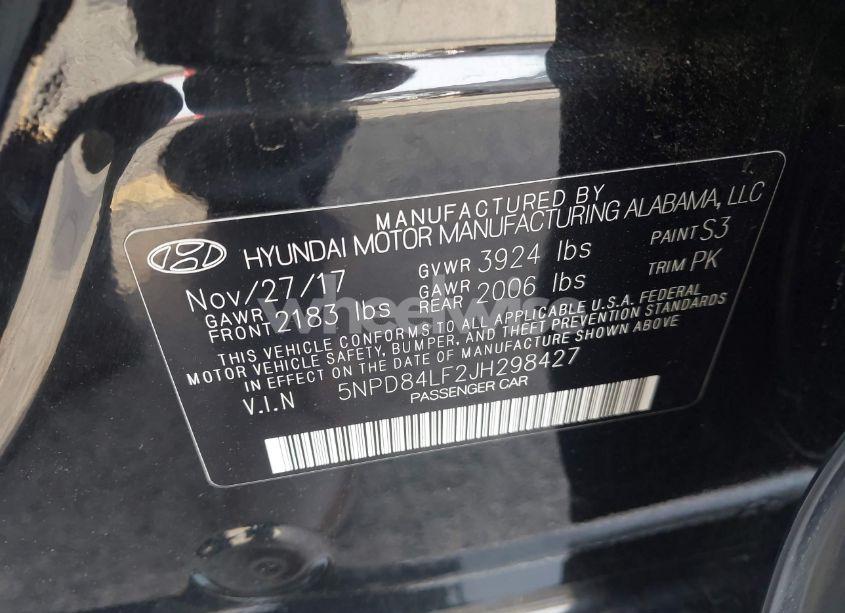 MANUFACTURED BY
HYUNDAI MOTOR MANUFACTURING ALABAMA, LLC
Nov/27/17 GVWR 3924 lbs PAINT S3
GAWR FRONT 2183 lbs GAWR REAR 2006 lbs TRIM PK
THIS VEHICLE CONFORMS TO ALL APPLICABLE U.S.A. FEDERAL
MOTOR VEHICLE SAFETY, BUMPER, AND THEFT PREVENTION STANDARDS
IN EFFECT ON THE DATE OF MANUFACTURE SHOWN ABOVE
V.I.N 5NPD84LF2JH298427
PASSENGER CAR